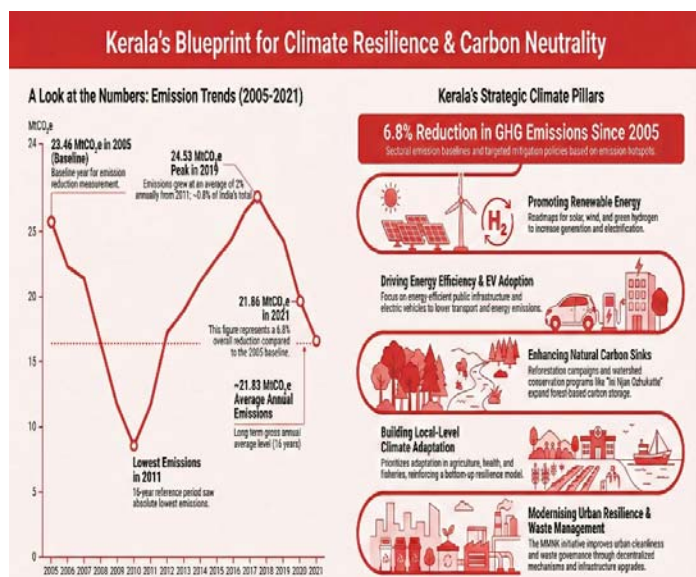 Kerala's Blueprint for Climate Resilience & Carbon Neutrality
A Look at the Numbers: Emission Trends (2005-2021)
MtCO₂e
24
25
20
16
10
5
0
23.46 MtCO₂e in 2005
(Baseline)
Baseline year for emission
reduction measurement.
24.53 MtCO₂e
Peak in 2019
Emissions grew at an average of 2%
annually from 2011; ~0.8% of India's total
21.86 MtCO₂e
in 2021
This figure represents a 6.8%
overall reduction compared
to the 2005 baseline.
~21.83 MtCO₂e
Average Annual
Emissions
Long term gross annual
average level (16 years)
Lowest Emissions
in 2011
16-year reference period saw
absolute lowest emissions.
2005 2006 2007 2008 2009 2010 2011 2012 2013 2014 2015 2016 2017 2018 2019 2020 2021
Kerala's Strategic Climate Pillars
6.8% Reduction in GHG Emissions Since 2005
Sectoral emission baselines and targeted mitigation policies based on emission hotspots.
H₂
Promoting Renewable Energy
Roadmaps for solar, wind, and green hydrogen
to increase generation and electrification.
Driving Energy Efficiency & EV Adoption
Focus on energy-efficient public infrastructure and
electric vehicles to lower transport and energy emissions.
Enhancing Natural Carbon Sinks
Reforestation campaigns and watershed
conservation programs like "Ini Njan Ozhukatte"
expand forest-based carbon storage.
Building Local-Level
Climate Adaptation
Prioritizes adaptation in agriculture, health, and
fisheries, reinforcing a bottom-up resilience model.
Modernising Urban Resilience &
Waste Management
The MMNK initiative improves urban cleanliness
and waste governance through decentralized
mechanisms and infrastructure upgrades.